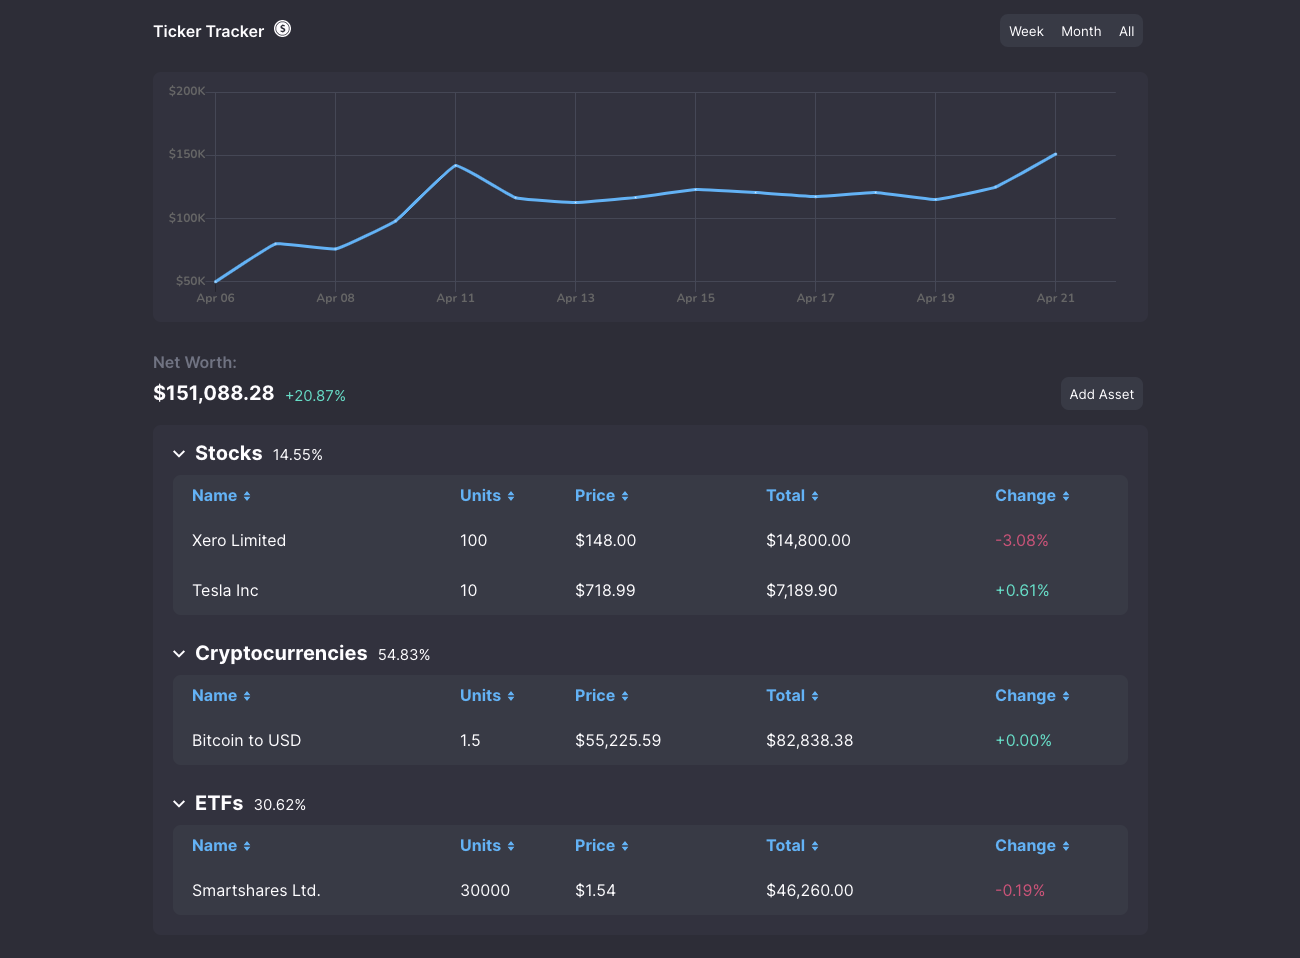 Ticker Tracker
Week Month All
$200K
$150K
$100K
$50K
Apr 06 Apr 08 Apr 11 Apr 13 Apr 15 Apr 17 Apr 19 Apr 21
Net Worth:
$151,088.28 +20.87%
Add Asset
Stocks 14.55%
Name Units Price Total Change
Xero Limited 100 $148.00 $14,800.00 -3.08%
Tesla Inc 10 $718.99 $7,189.90 +0.61%
Cryptocurrencies 54.83%
Name Units Price Total Change
Bitcoin to USD 1.5 $55,225.59 $82,838.38 +0.00%
ETFs 30.62%
Name Units Price Total Change
Smartshares Ltd. 30000 $1.54 $46,260.00 -0.19%